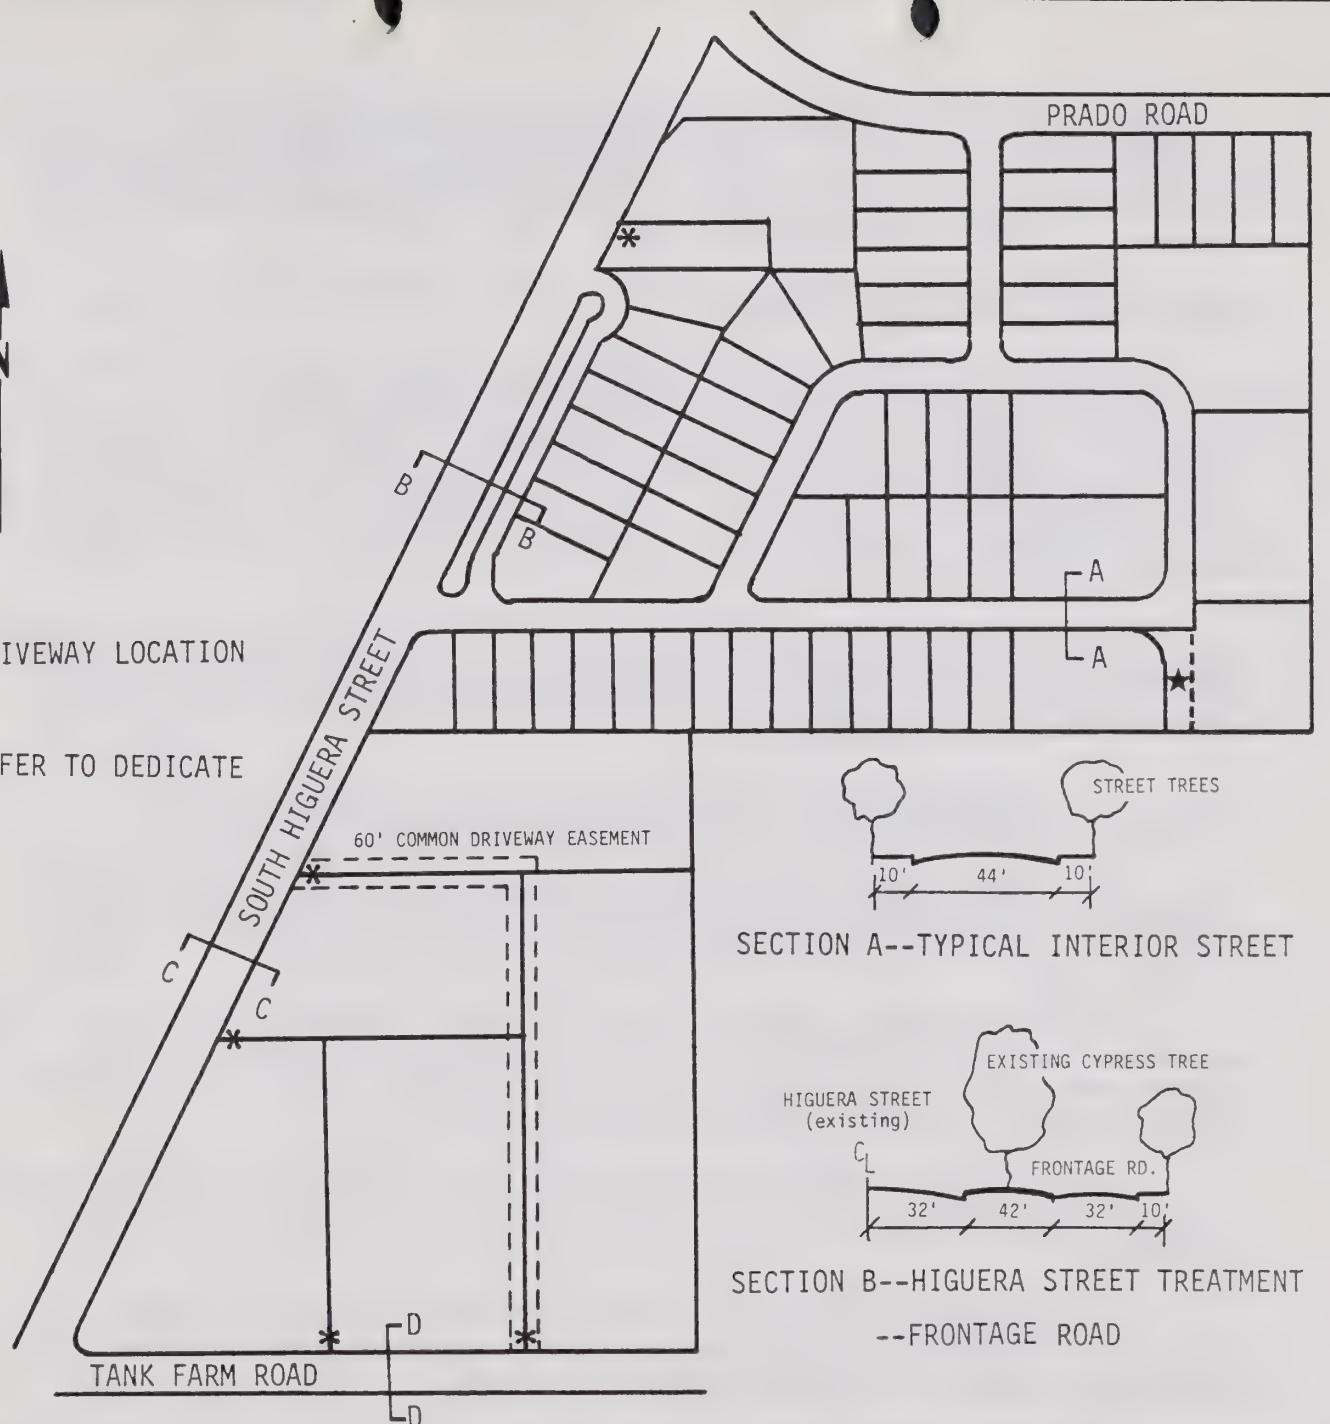 PRADO ROAD
N
B
B
A
A
IVEWAY LOCATION
FER TO DEDICATE
SOUTH HIGUERA STREET
60' COMMON DRIVEWAY EASEMENT
STREET TREES
10' 44' 10'
SECTION A--TYPICAL INTERIOR STREET
C
C
EXISTING CYPRESS TREE
HIGUERA STREET
(existing)
CL
FRONTAGE RD.
32' 42' 32' 10'
SECTION B--HIGUERA STREET TREATMENT
--FRONTAGE ROAD
D
TANK FARM ROAD
D